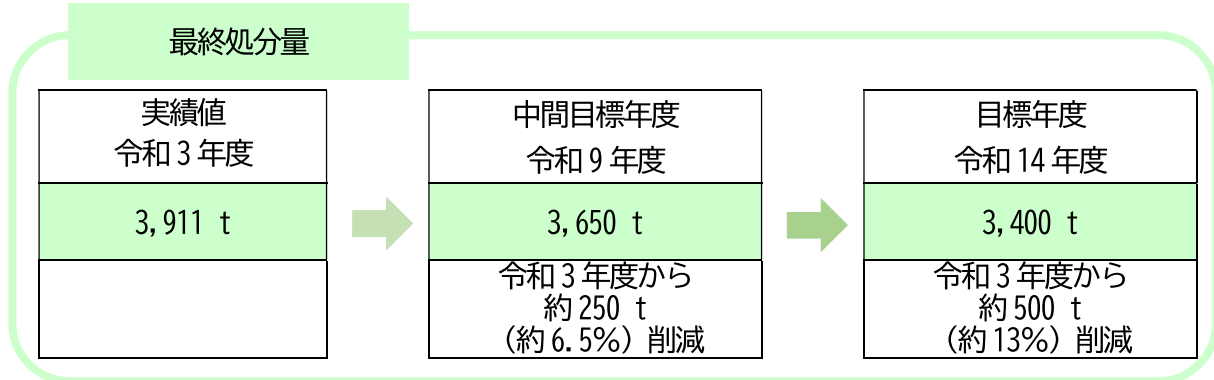 最終処分量
実績値
令和3年度
3,911 t
中間目標年度
令和9年度
3,650 t
令和3年度から
約250 t
(約6.5%)削減
目標年度
令和14年度
3,400 t
令和3年度から
約500 t
(約13%)削減